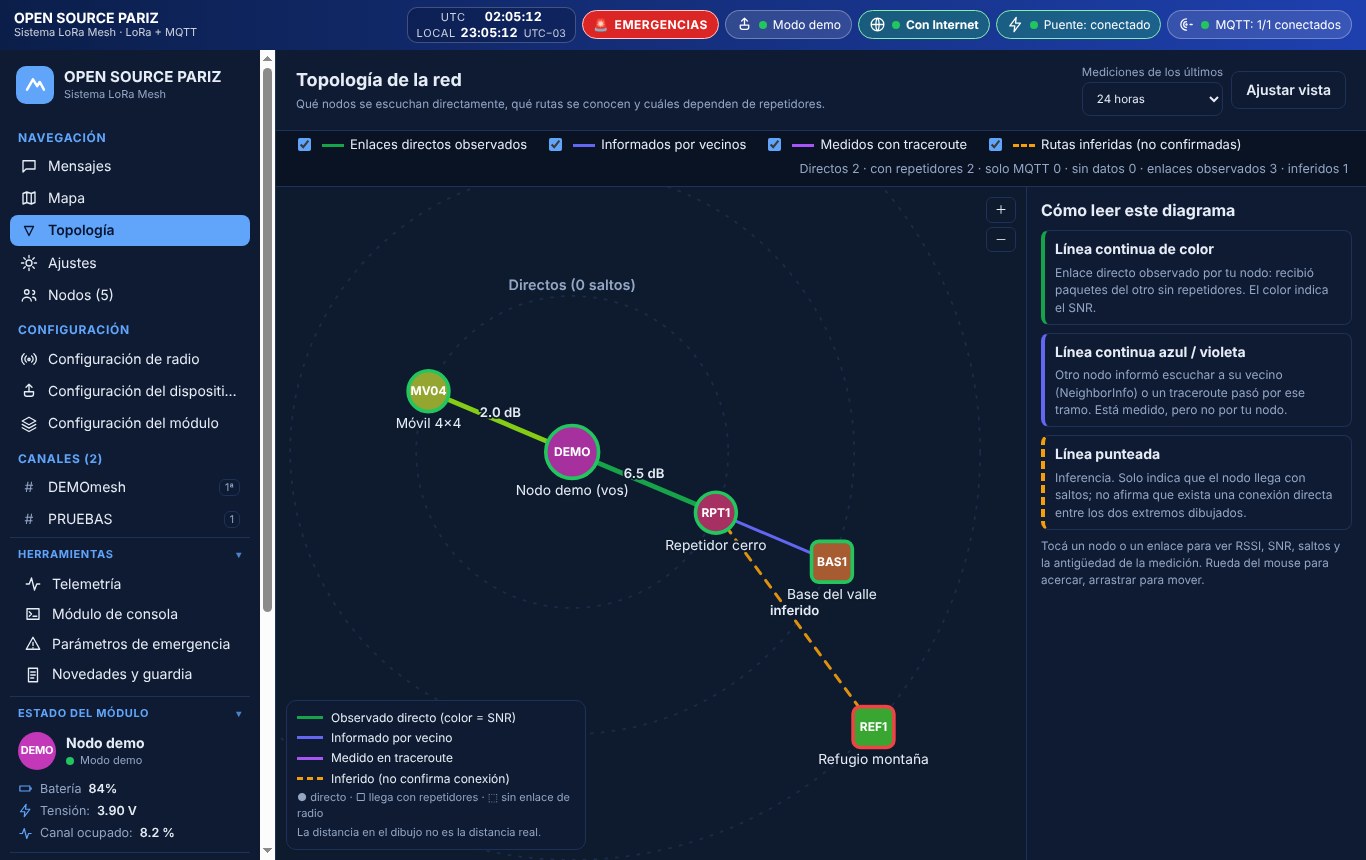 OPEN SOURCE PARIZ
Sistema LoRa Mesh · LoRa + MQTT
UTC 02:05:12
LOCAL 23:05:12 UTC−03
EMERGENCIAS
Modo demo
Con Internet
Puente: conectado
MQTT: 1/1 conectados
OPEN SOURCE PARIZ
Sistema LoRa Mesh
NAVEGACIÓN
Mensajes
Mapa
Topología
Ajustes
Nodos (5)
CONFIGURACIÓN
Configuración de radio
Configuración del dispositi...
Configuración del módulo
CANALES (2)
# DEMOmesh 1ª
# PRUEBAS 1
HERRAMIENTAS
Telemetría
Módulo de consola
Parámetros de emergencia
Novedades y guardia
ESTADO DEL MÓDULO
DEMO
Nodo demo
Modo demo
Batería 84%
Tensión: 3.90 V
Canal ocupado: 8.2 %
Topología de la red
Qué nodos se escuchan directamente, qué rutas se conocen y cuáles dependen de repetidores.
Mediciones de los últimos
24 horas
Ajustar vista
Enlaces directos observados
Informados por vecinos
Medidos con traceroute
Rutas inferidas (no confirmadas)
Directos 2 · con repetidores 2 · solo MQTT 0 · sin datos 0 · enlaces observados 3 · inferidos 1
+
−
Directos (0 saltos)
MV04
Móvil 4×4
2.0 dB
DEMO
Nodo demo (vos)
6.5 dB
RPT1
Repetidor cerro
BAS1
Base del valle
inferido
REF1
Refugio montaña
Observado directo (color = SNR)
Informado por vecino
Medido en traceroute
Inferido (no confirma conexión)
● directo · ☐ llega con repetidores · ⬚ sin enlace de
radio
La distancia en el dibujo no es la distancia real.
Cómo leer este diagrama
Línea continua de color
Enlace directo observado por tu nodo: recibió
paquetes del otro sin repetidores. El color indica
el SNR.
Línea continua azul / violeta
Otro nodo informó escuchar a su vecino
(NeighborInfo) o un traceroute pasó por ese
tramo. Está medido, pero no por tu nodo.
Línea punteada
Inferencia. Solo indica que el nodo llega con
saltos; no afirma que exista una conexión directa
entre los dos extremos dibujados.
Tocá un nodo o un enlace para ver RSSI, SNR, saltos y
la antigüedad de la medición. Rueda del mouse para
acercar, arrastrar para mover.